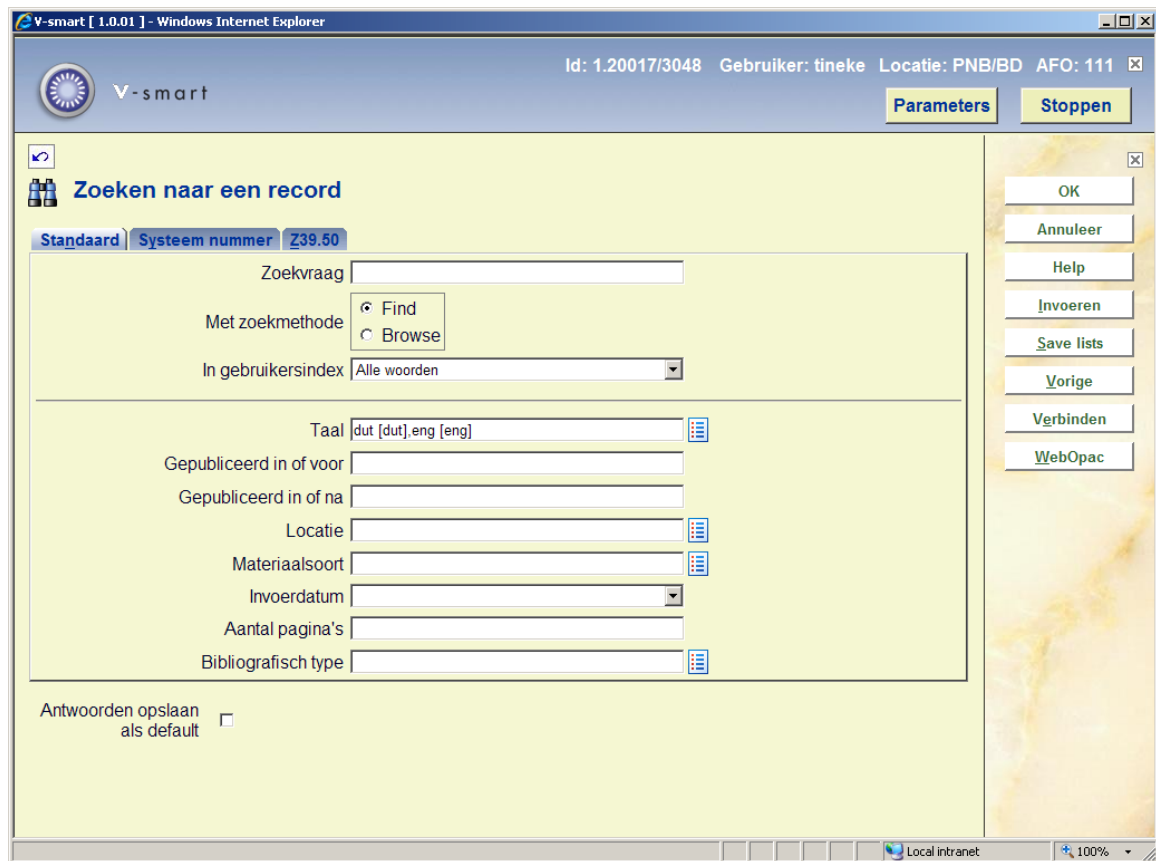 V-smart [ 1.0.01 ] - Windows Internet Explorer
Id: 1.20017/3048 Gebruiker: tineke Locatie: PNB/BD AFO: 111
V-smart
Parameters Stoppen
Zoeken naar een record
Standaard Systeem nummer Z39.50
Zoekvraag
Met zoekmethode
Find
Browse
In gebruikersindex Alle woorden
Taal dut [dut],eng [eng]
Gepubliceerd in of voor
Gepubliceerd in of na
Locatie
Materiaalsoort
Invoerdatum
Aantal pagina's
Bibliografisch type
Antwoorden opslaan
als default
OK
Annuleer
Help
Invoeren
Save lists
Vorige
Verbinden
WebOpac
Local intranet 100%